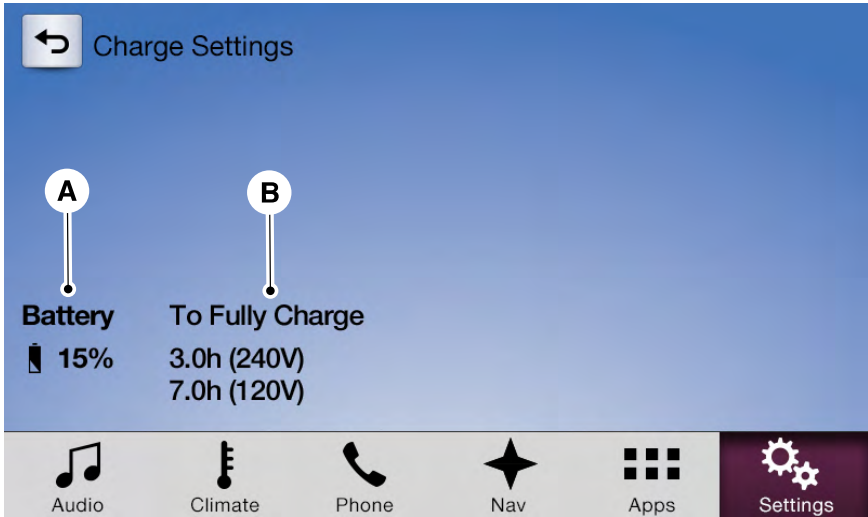 Charge Settings
A B
Battery To Fully Charge
15% 3.0h (240V)
7.0h (120V)
Audio Climate Phone Nav Apps Settings